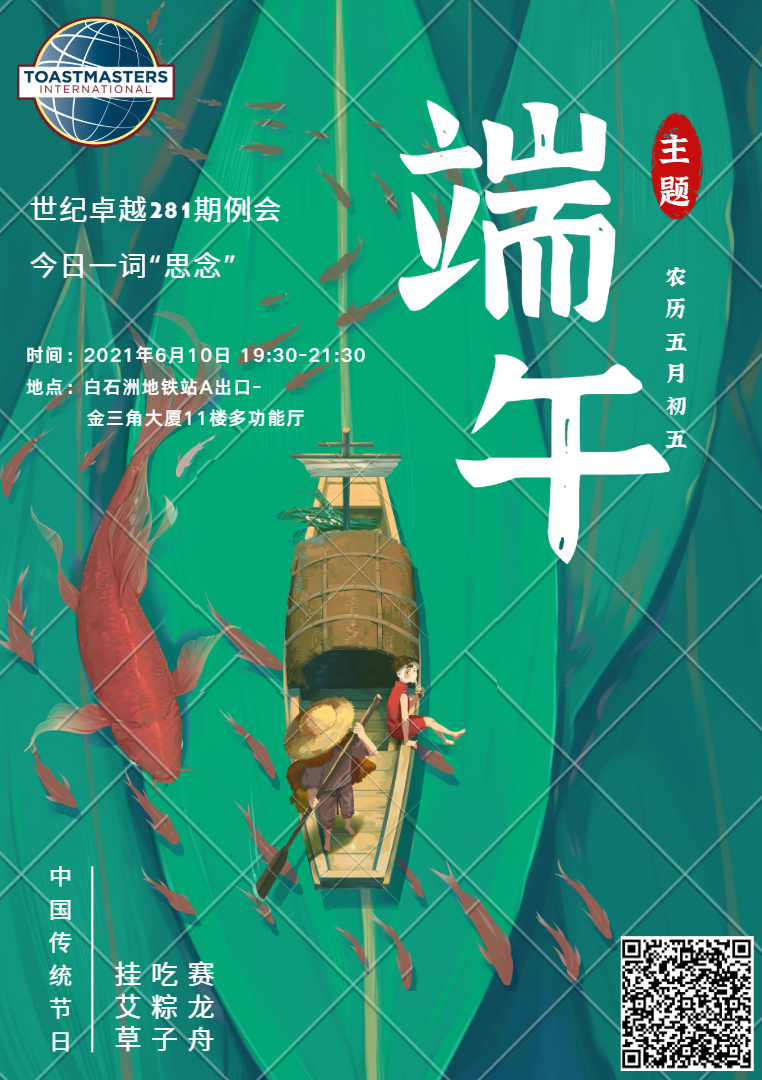 TOASTMASTERS
INTERNATIONAL
世纪卓越281期例会
今日一词“思念”
时间：2021年6月10日 19:30-21:30
地点：白石洲地铁站A出口-
金三角大厦11楼多功能厅
端午
主题
农历五月初五
中国传统节日
赛龙舟
吃粽子
挂艾草